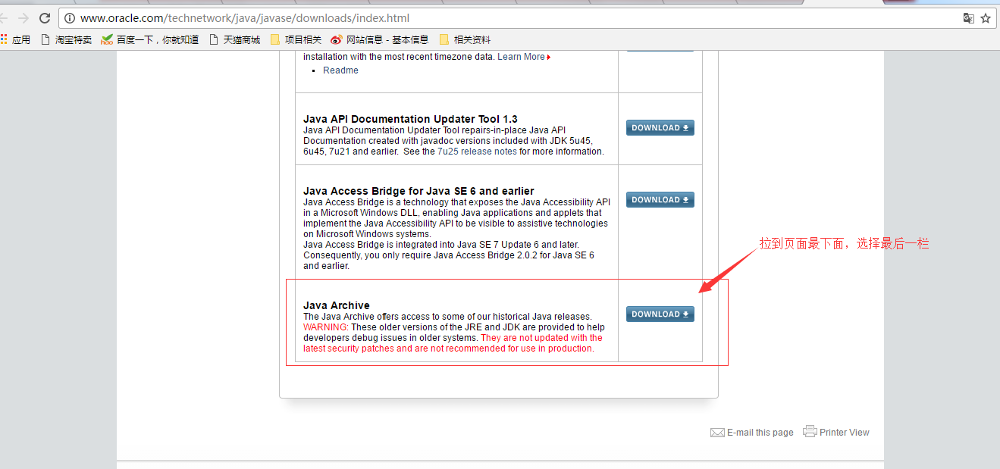 www.oracle.com/technetwork/java/javase/downloads/index.html
应用 淘宝特卖 hao 百度一下，你就知道 天猫商城 项目相关 网站信息 - 基本信息 相关资料
installation with the most recent timezone data. Learn More
Readme
Java API Documentation Updater Tool 1.3
Java API Documentation Updater Tool repairs-in-place Java API
Documentation created with javadoc versions included with JDK 5u45,
6u45, 7u21 and earlier.  See the 7u25 release notes for more information.
DOWNLOAD
Java Access Bridge for Java SE 6 and earlier
Java Access Bridge is a technology that exposes the Java Accessibility API
in a Microsoft Windows DLL, enabling Java applications and applets that
implement the Java Accessibility API to be visible to assistive technologies
on Microsoft Windows systems.
Java Access Bridge is integrated into Java SE 7 Update 6 and later.
Consequently, you only require Java Access Bridge 2.0.2 for Java SE 6
and earlier.
DOWNLOAD
拉到页面最下面，选择最后一栏
Java Archive
The Java Archive offers access to some of our historical Java releases.
WARNING: These older versions of the JRE and JDK are provided to help
developers debug issues in older systems. They are not updated with the
latest security patches and are not recommended for use in production.
DOWNLOAD
E-mail this page Printer View